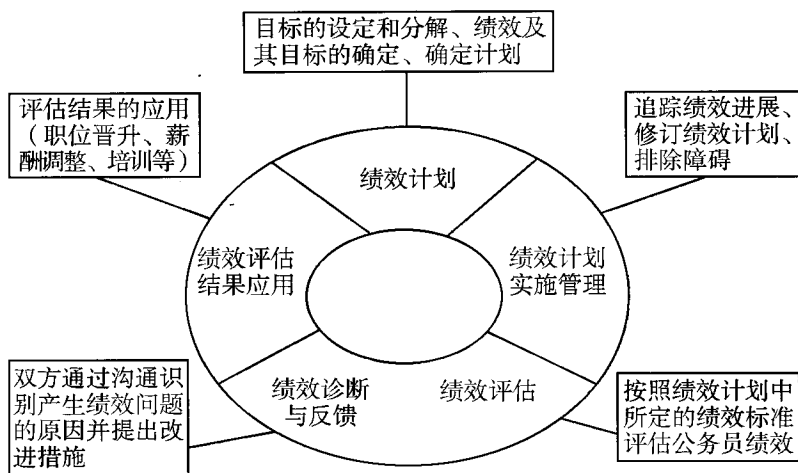 目标的设定和分解、绩效及
其目标的确定、确定计划
评估结果的应用
（职位晋升、薪
酬调整、培训等）
追踪绩效进展、
修订绩效计划、
排除障碍
绩效计划
绩效评估
结果应用
绩效计划
实施管理
绩效诊断
与反馈
绩效评估
双方通过沟通识
别产生绩效问题
的原因并提出改
进措施
按照绩效计划中
所定的绩效标准
评估公务员绩效